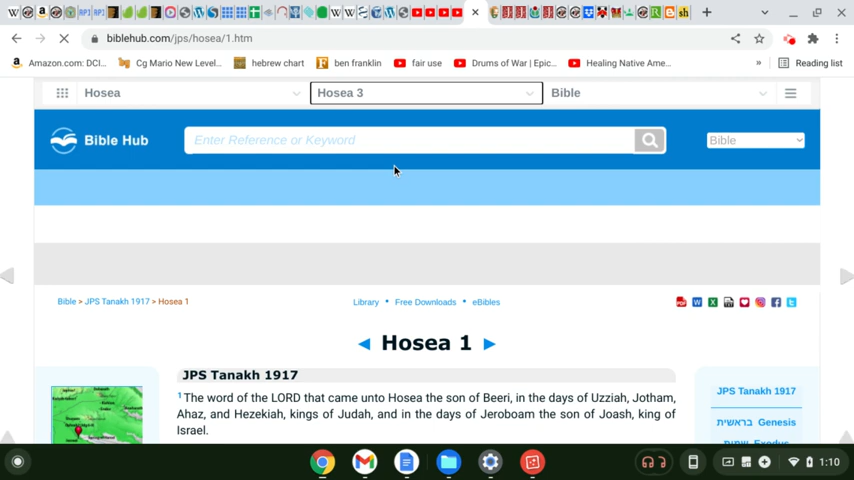 biblehub.com/jps/hosea/1.htm
Amazon.com: DCI... Cg Mario New Level... hebrew chart ben franklin fair use Drums of War | Epic... Healing Native Ame... » Reading list
Hosea Hosea 3 Bible
Bible Hub Enter Reference or Keyword Bible
Bible > JPS Tanakh 1917 > Hosea 1 Library • Free Downloads • eBibles
◄ Hosea 1 ►
JPS Tanakh 1917
1 The word of the LORD that came unto Hosea the son of Beeri, in the days of Uzziah, Jotham,
Ahaz, and Hezekiah, kings of Judah, and in the days of Jeroboam the son of Joash, king of
Israel.
JPS Tanakh 1917
בראשית Genesis
שמות Exodus
1:10